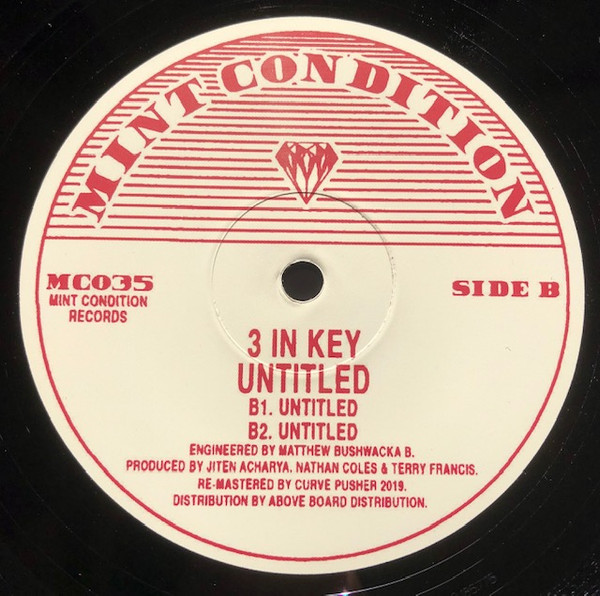 MINT CONDITION
MC035
MINT CONDITION
RECORDS
SIDE B
3 IN KEY
UNTITLED
B1. UNTITLED
B2. UNTITLED
ENGINEERED BY MATTHEW BUSHWACKA B.
PRODUCED BY JITEN ACHARYA, NATHAN COLES & TERRY FRANCIS.
RE-MASTERED BY CURVE PUSHER 2019.
DISTRIBUTION BY ABOVE BOARD DISTRIBUTION.